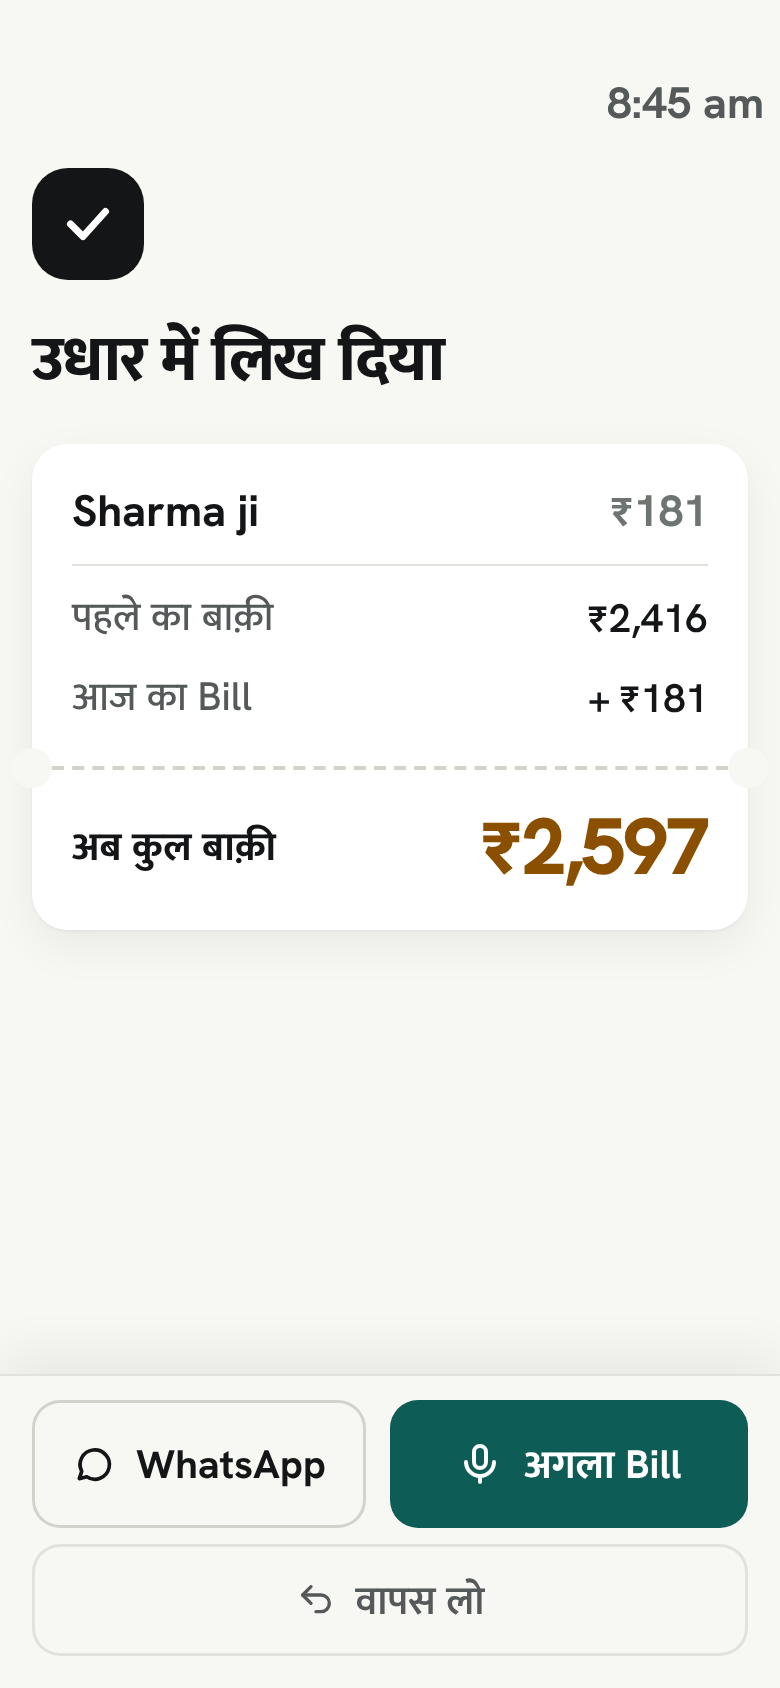 8:45 am
उधार में लिख दिया
Sharma ji ₹181
पहले का बाक़ी ₹2,416
आज का Bill + ₹181
अब कुल बाक़ी ₹2,597
WhatsApp अगला Bill
वापस लो